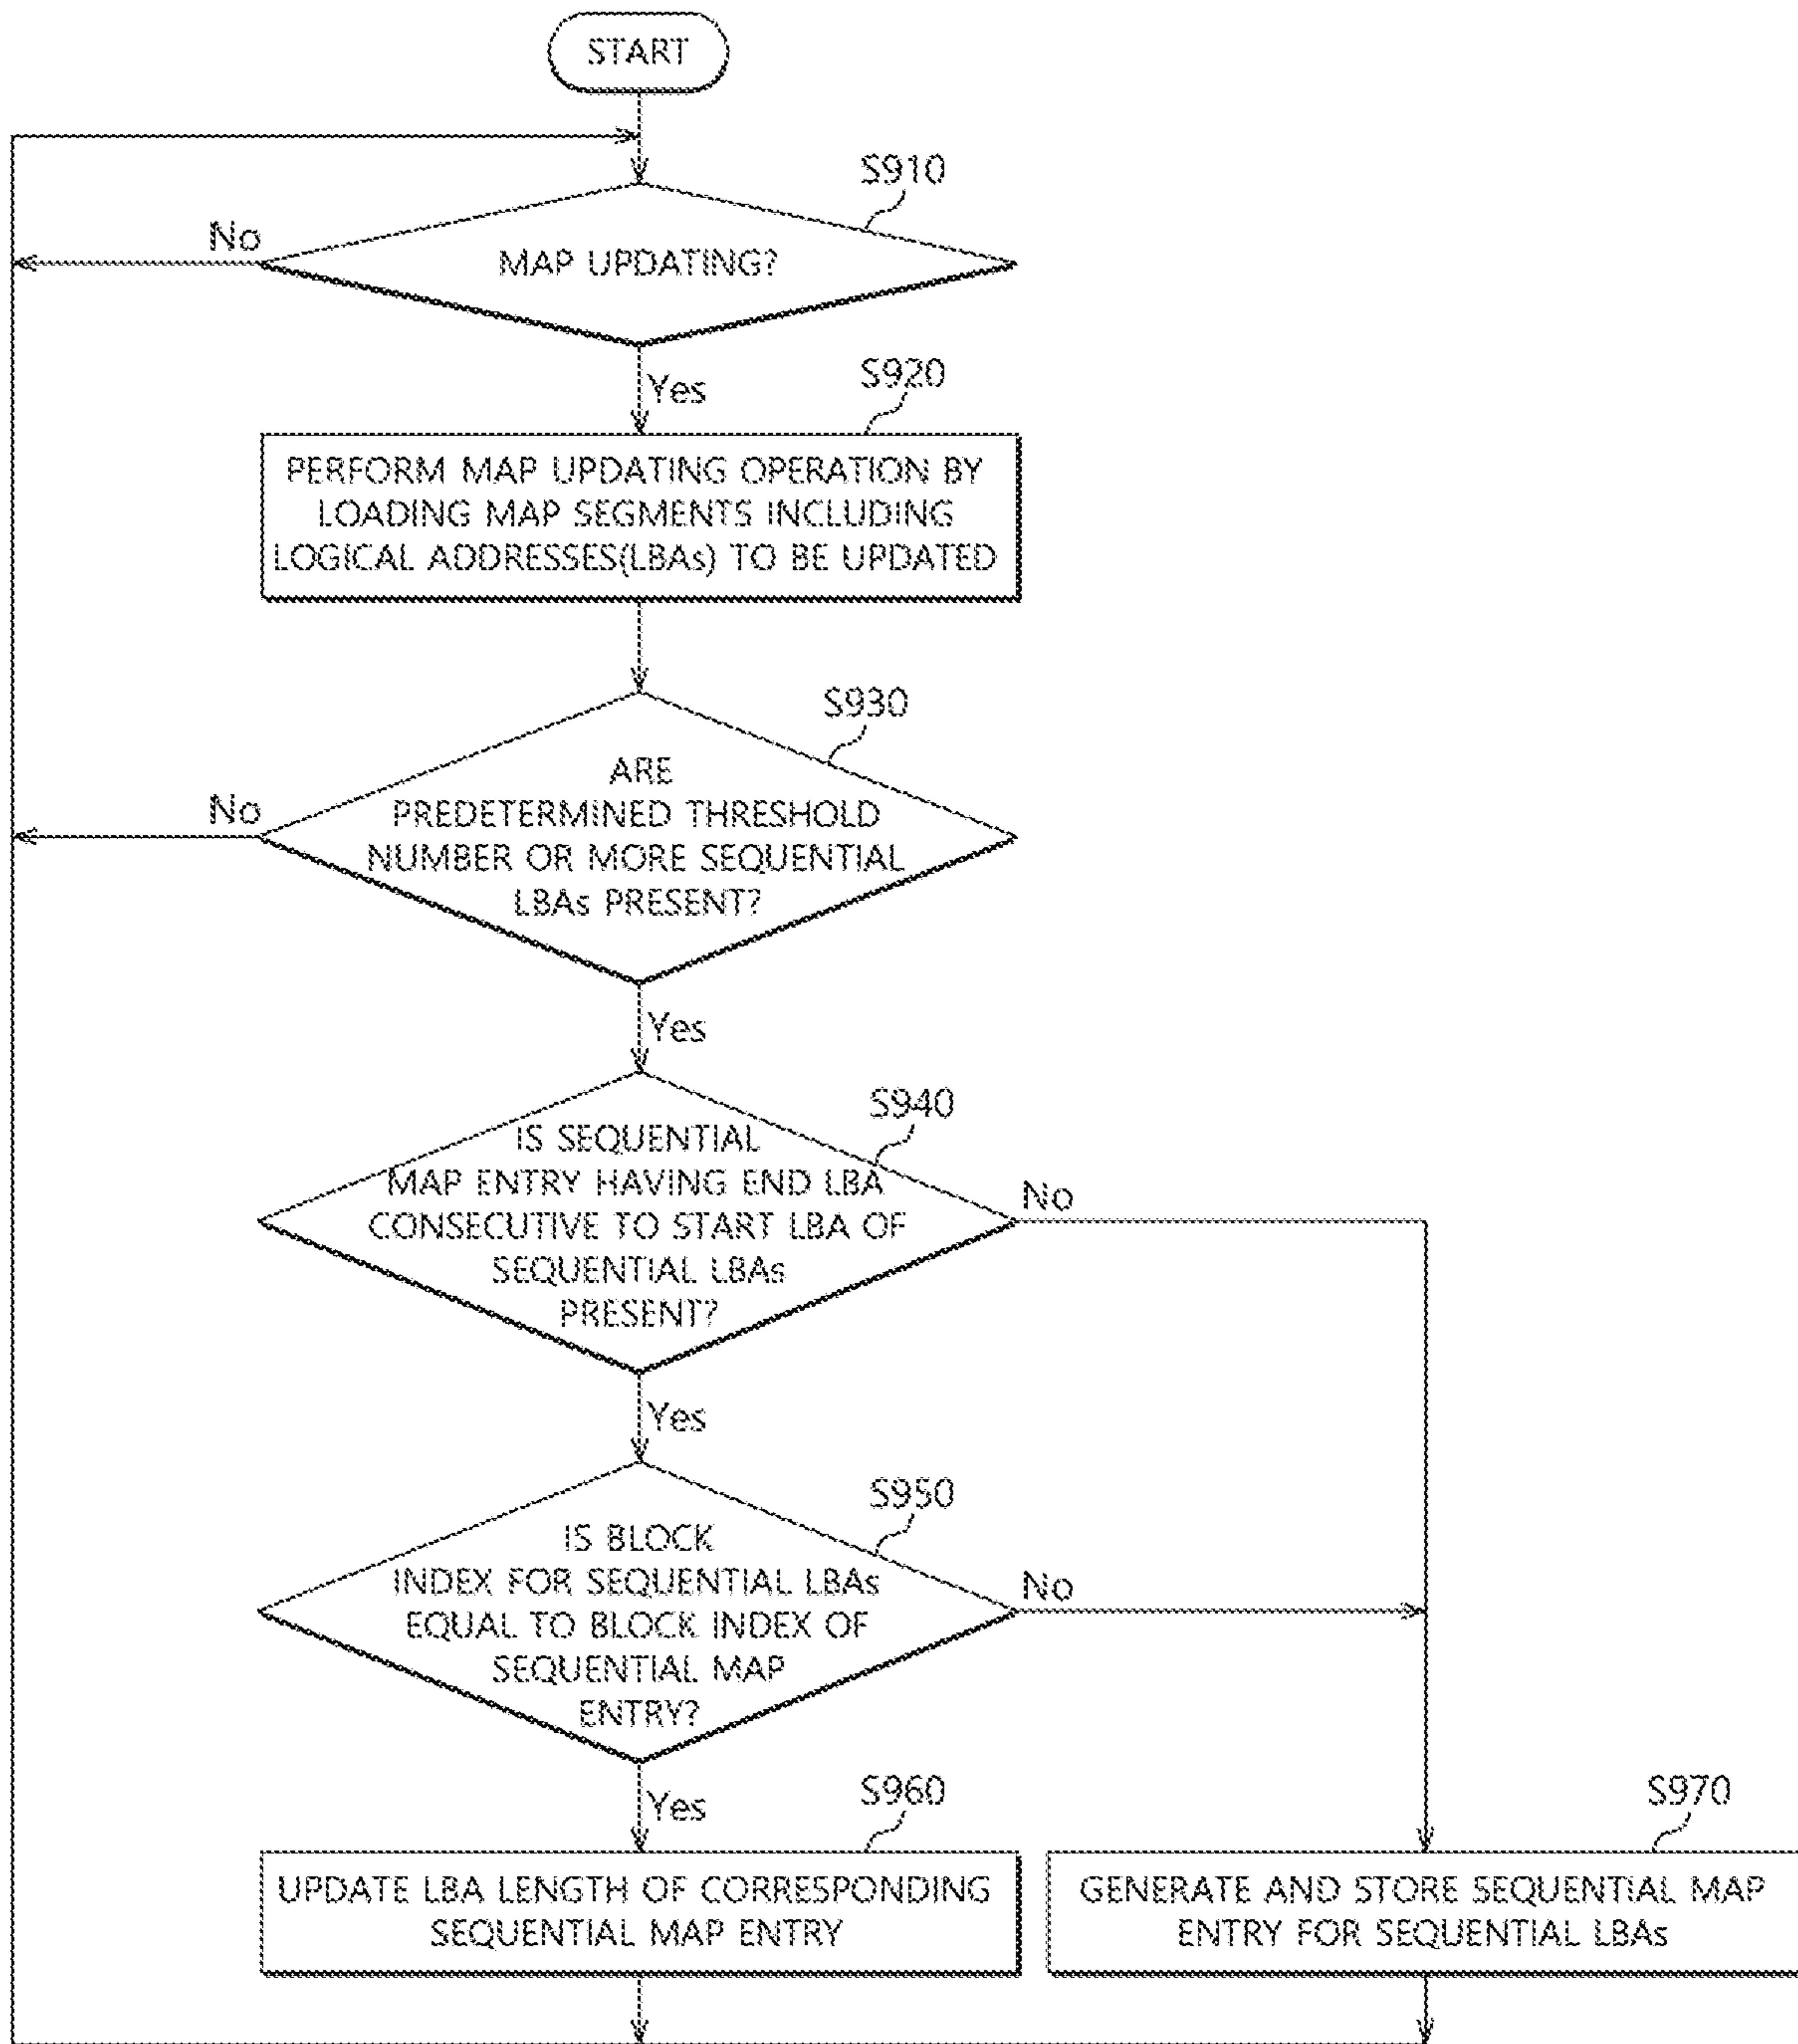 START
S910
No
MAP UPDATING?
Yes
S920
PERFORM MAP UPDATING OPERATION BY
LOADING MAP SEGMENTS INCLUDING
LOGICAL ADDRESSES(LBAs) TO BE UPDATED
S930
No
ARE
PREDETERMINED THRESHOLD
NUMBER OR MORE SEQUENTIAL
LBAs PRESENT?
Yes
S940
IS SEQUENTIAL
MAP ENTRY HAVING END LBA
CONSECUTIVE TO START LBA OF
SEQUENTIAL LBAs
PRESENT?
No
Yes
S950
IS BLOCK
INDEX FOR SEQUENTIAL LBAs
EQUAL TO BLOCK INDEX OF
SEQUENTIAL MAP
ENTRY?
No
Yes
S960
UPDATE LBA LENGTH OF CORRESPONDING
SEQUENTIAL MAP ENTRY
S970
GENERATE AND STORE SEQUENTIAL MAP
ENTRY FOR SEQUENTIAL LBAs